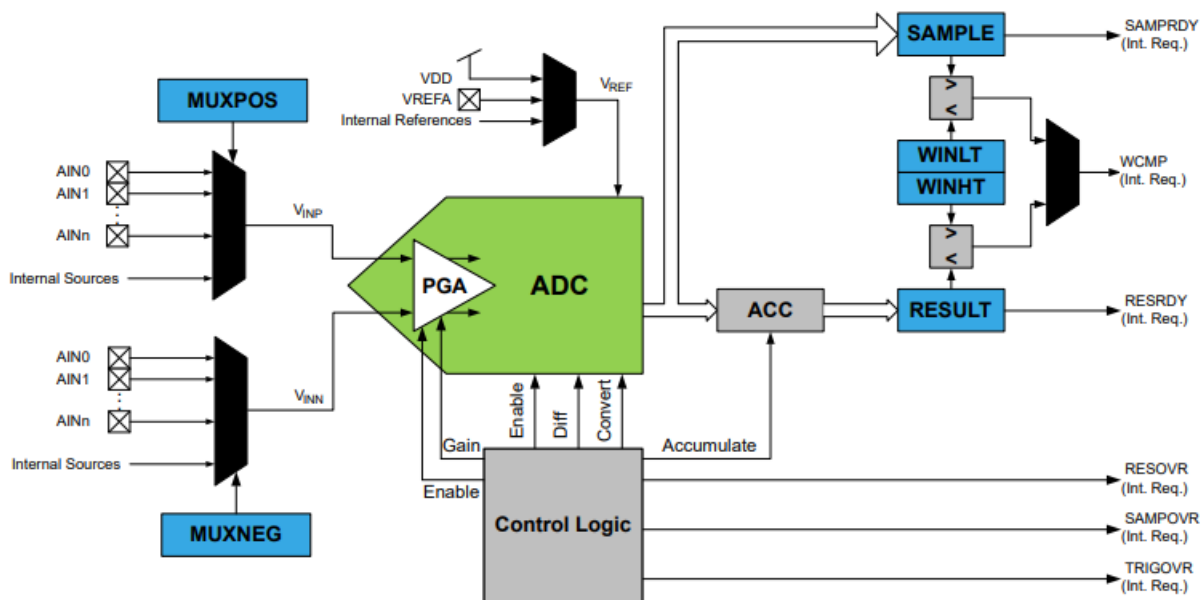 SAMPLE
SAMPRDY
(Int. Req.)
VDD
VREFA
Internal References
VREF
MUXPOS
>
<
WINLT
WINHT
WCMP
(Int. Req.)
AIN0
AIN1
AINn
Internal Sources
VINP
>
<
PGA
ADC
ACC
RESULT
RESRDY
(Int. Req.)
AIN0
AIN1
AINn
Internal Sources
VINN
Enable
Diff
Convert
Gain
Accumulate
Enable
RESOVR
(Int. Req.)
MUXNEG
Control Logic
SAMPOVR
(Int. Req.)
TRIGOVR
(Int. Req.)